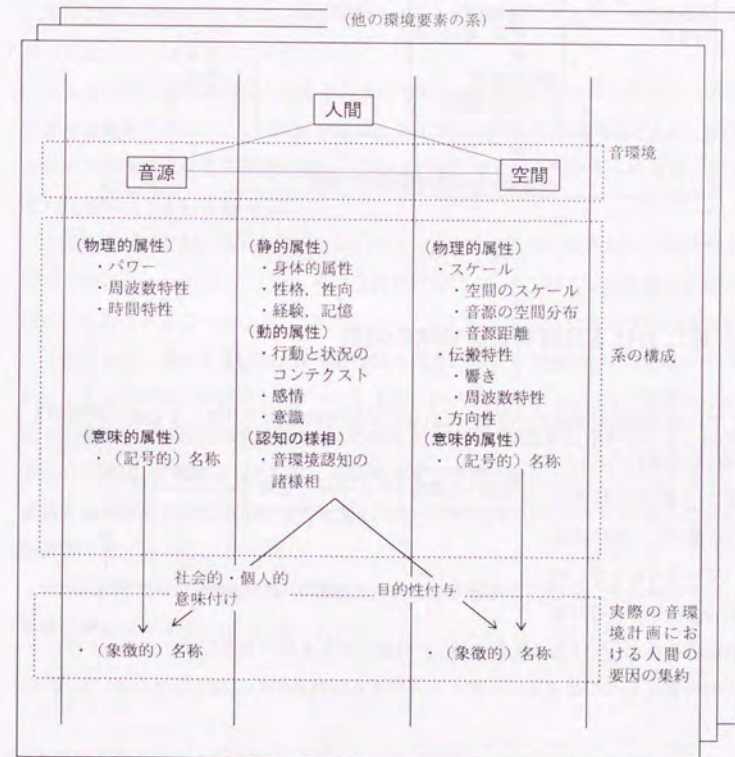 (他の環境要素の系)
人間
音環境
音源
空間
(物理的属性)
・パワー
・周波数特性
・時間特性
(意味的属性)
・(記号的)名称
(静的属性)
・身体的属性
・性格、性向
・経験、記憶
(動的属性)
・行動と状況の
コンテクスト
・感情
・意識
(認知の様相)
・音環境認知の
諸様相
(物理的属性)
・スケール
・空間のスケール
・音源の空間分布
・音源距離
・伝搬特性
・響き
・周波数特性
・方向性
(意味的属性)
・(記号的)名称
系の構成
社会的・個人的
意味付け
目的性付与
・(象徴的)名称
(象徴的)名称
実際の音環
境計画にお
ける人間の
要因の集約